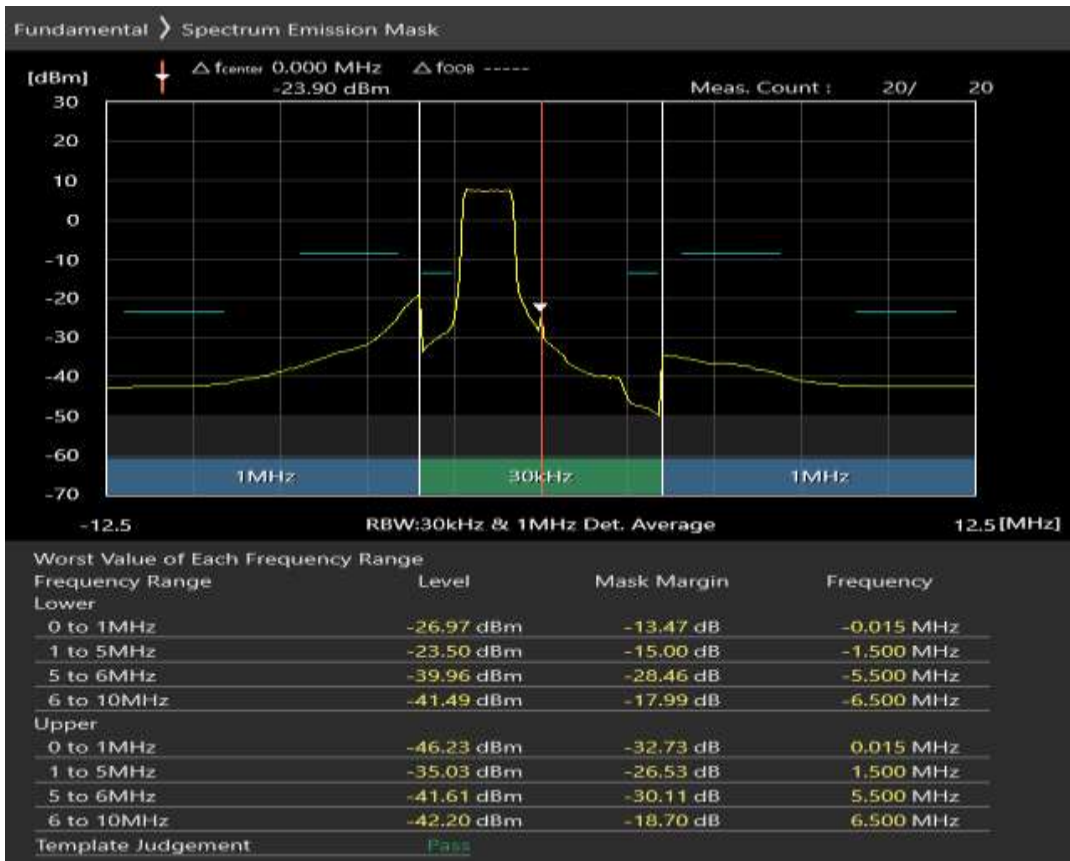 Fundamental ❭ Spectrum Emission Mask
[dBm] △ fcenter 0.000 MHz △ fOOB -----
-23.90 dBm Meas. Count : 20/ 20
30
20
10
0
-10
-20
-30
-40
-50
-60
-70
1MHz 30kHz 1MHz
-12.5 RBW:30kHz & 1MHz Det. Average 12.5 [MHz]
Worst Value of Each Frequency Range
Frequency Range Level Mask Margin Frequency
Lower
0 to 1MHz -26.97 dBm -13.47 dB -0.015 MHz
1 to 5MHz -23.50 dBm -15.00 dB -1.500 MHz
5 to 6MHz -39.96 dBm -28.46 dB -5.500 MHz
6 to 10MHz -41.49 dBm -17.99 dB -6.500 MHz
Upper
0 to 1MHz -46.23 dBm -32.73 dB 0.015 MHz
1 to 5MHz -35.03 dBm -26.53 dB 1.500 MHz
5 to 6MHz -41.61 dBm -30.11 dB 5.500 MHz
6 to 10MHz -42.20 dBm -18.70 dB 6.500 MHz
Template Judgement Pass